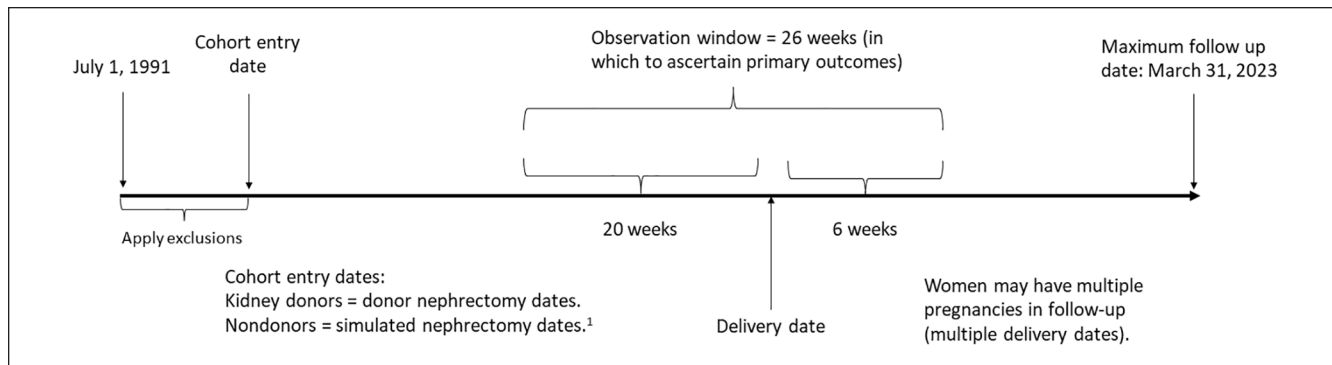 July 1, 1991
Cohort entry
date
Observation window = 26 weeks (in
which to ascertain primary outcomes)
Maximum follow up
date: March 31, 2023
Apply exclusions
20 weeks
6 weeks
Cohort entry dates:
Kidney donors = donor nephrectomy dates.
Nondonors = simulated nephrectomy dates.¹
Delivery date
Women may have multiple
pregnancies in follow-up
(multiple delivery dates).